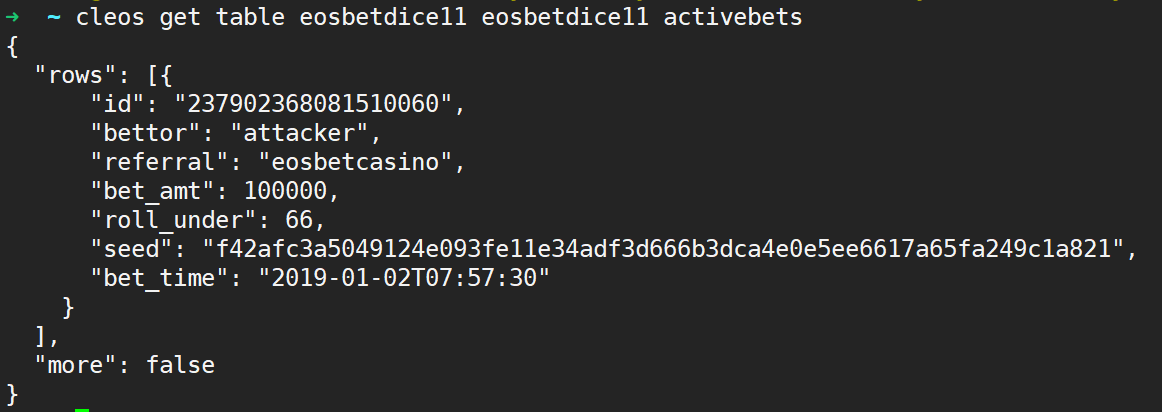 → ~ cleos get table eosbetdice11 eosbetdice11 activebets
{
"rows": [{
"id": "237902368081510060",
"bettor": "attacker",
"referral": "eosbetcasino",
"bet_amt": 100000,
"roll_under": 66,
"seed": "f42afc3a5049124e093fe11e34adf3d666b3dca4e0e5ee6617a65fa249c1a821",
"bet_time": "2019-01-02T07:57:30"
}
],
"more": false
}